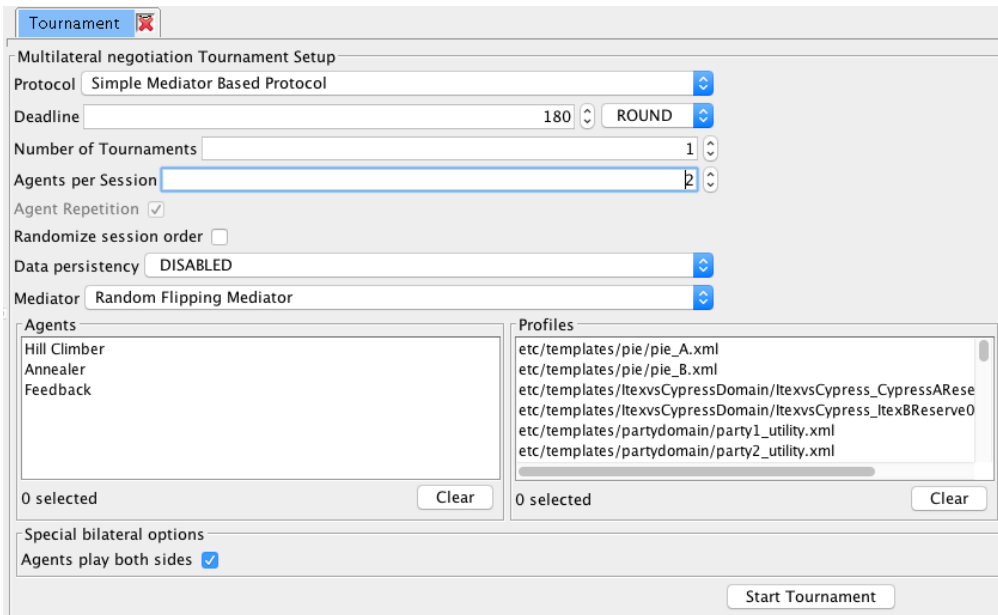 Tournament
Multilateral negotiation Tournament Setup
Protocol Simple Mediator Based Protocol
Deadline 180 ROUND
Number of Tournaments 1
Agents per Session 2
Agent Repetition
Randomize session order
Data persistency DISABLED
Mediator Random Flipping Mediator
Agents
Hill Climber
Annealer
Feedback
0 selected Clear
Profiles
etc/templates/pie/pie_A.xml
etc/templates/pie/pie_B.xml
etc/templates/ItexvsCypressDomain/ItexvsCypress_CypressARese
etc/templates/ItexvsCypressDomain/ItexvsCypress_ItexBReserve0
etc/templates/partydomain/party1_utility.xml
etc/templates/partydomain/party2_utility.xml
0 selected Clear
Special bilateral options
Agents play both sides
Start Tournament